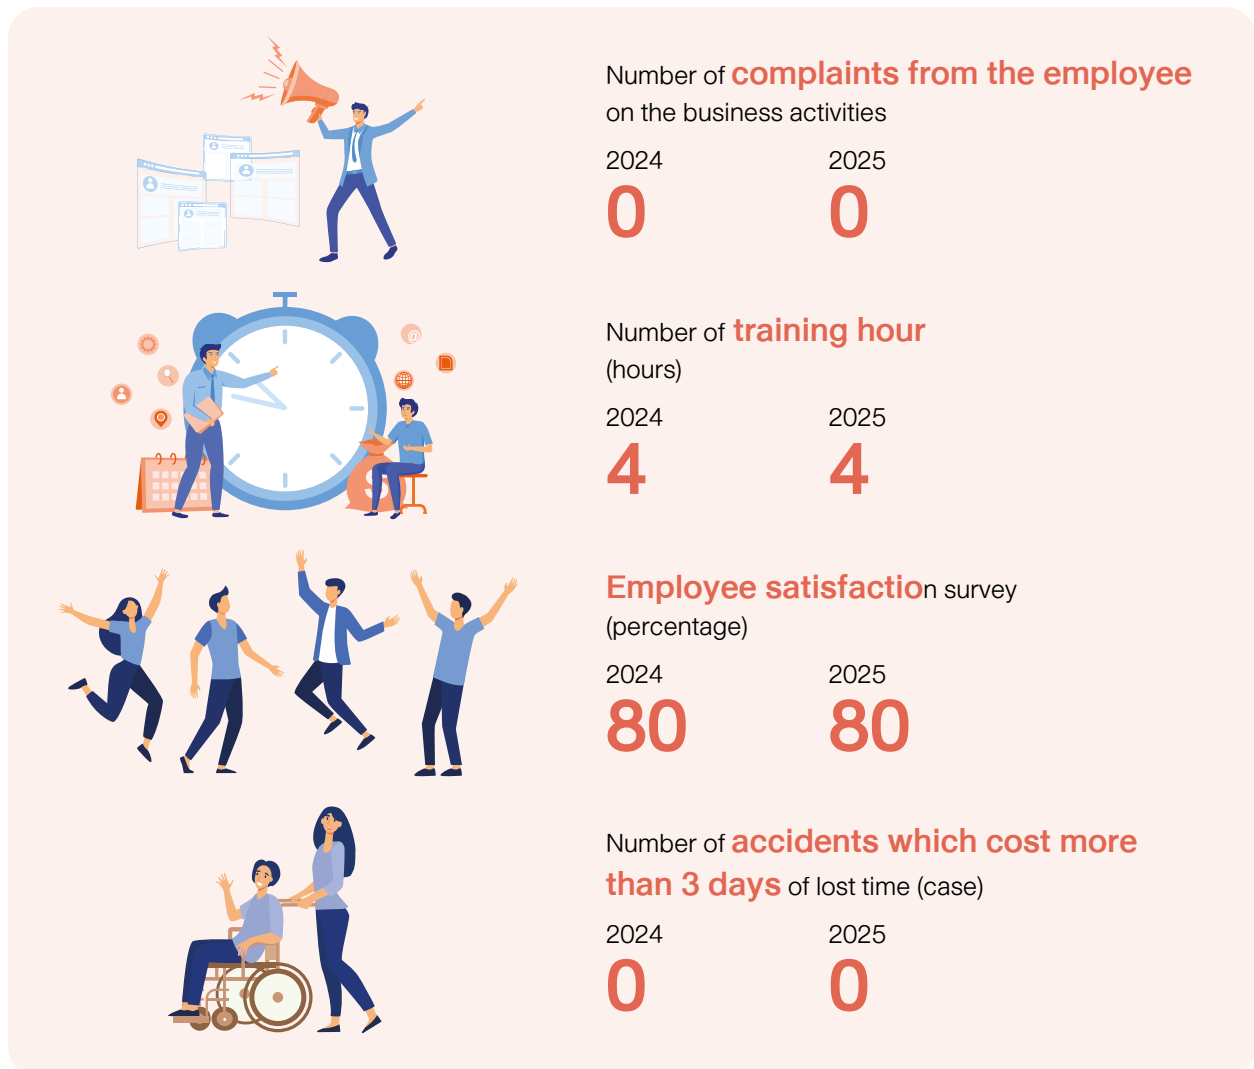 Number of complaints from the employee
on the business activities
2024 2025
0 0
Number of training hour
(hours)
2024 2025
4 4
Employee satisfaction survey
(percentage)
2024 2025
80 80
Number of accidents which cost more
than 3 days of lost time (case)
2024 2025
0 0